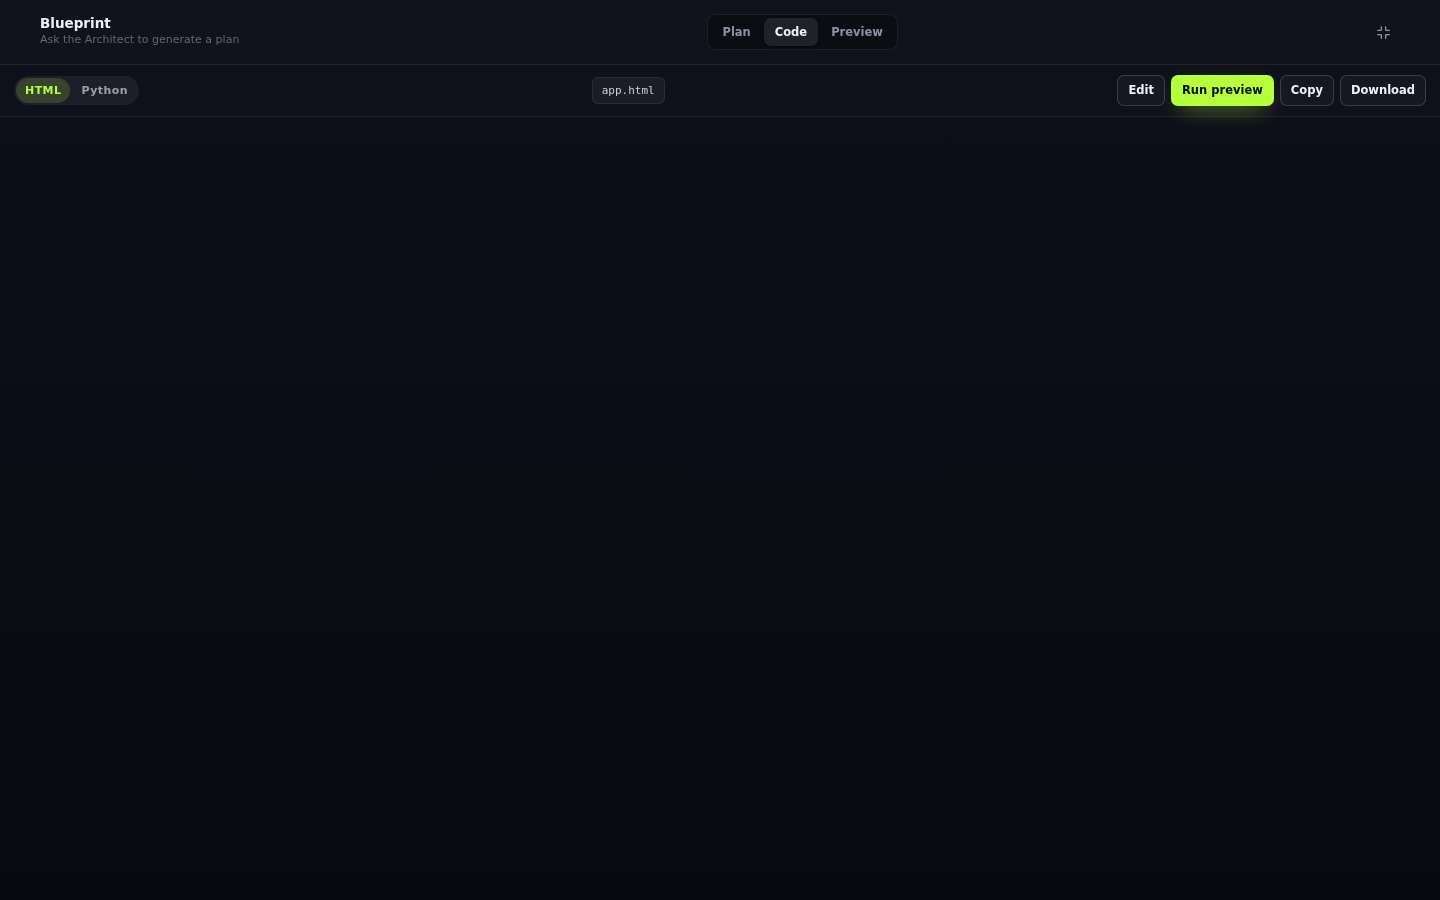 Blueprint
Ask the Architect to generate a plan
Plan Code Preview
HTML Python app.html Edit Run preview Copy Download